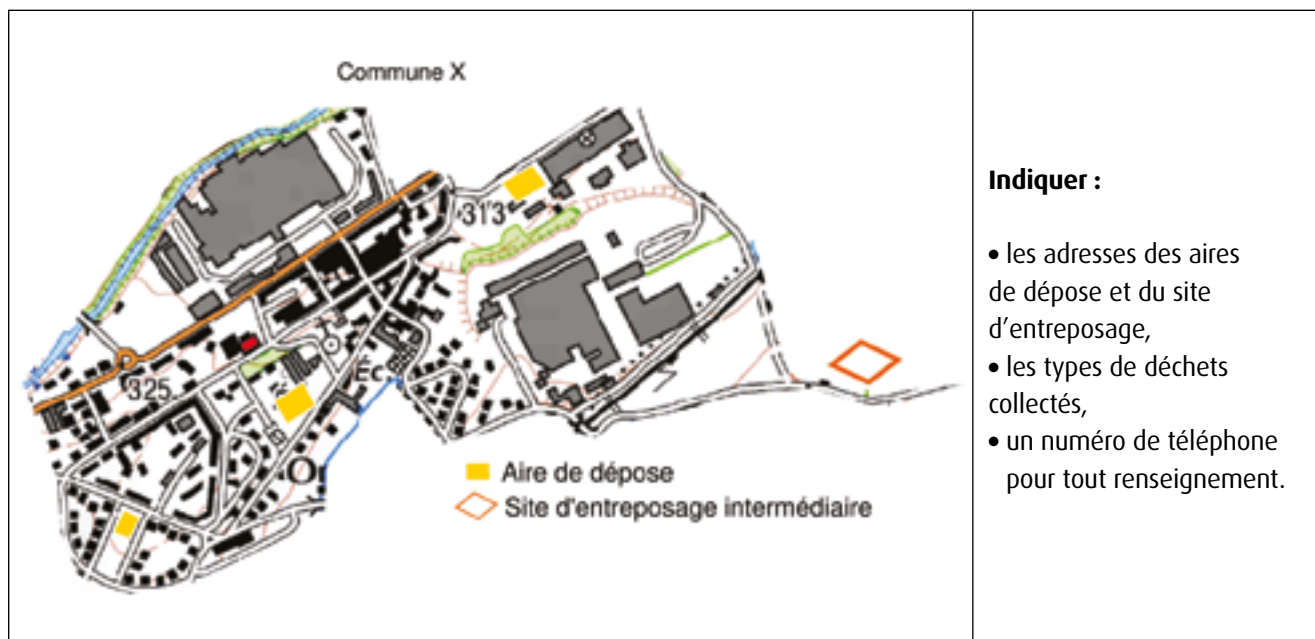 Commune X
313
325
Éc
Or
Aire de dépose
Site d'entreposage intermédiaire
Indiquer :
• les adresses des aires
de dépose et du site
d'entreposage,
• les types de déchets
collectés,
• un numéro de téléphone
pour tout renseignement.